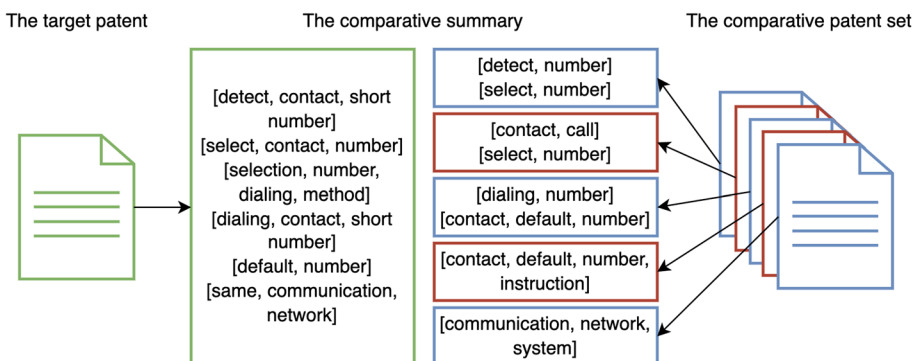 The target patent
The comparative summary
The comparative patent set
[detect, contact, short
number]
[select, contact, number]
[selection, number,
dialing, method]
[dialing, contact, short
number]
[default, number]
[same, communication,
network]
[detect, number]
[select, number]
[contact, call]
[select, number]
[dialing, number]
[contact, default, number]
[contact, default, number,
instruction]
[communication, network,
system]